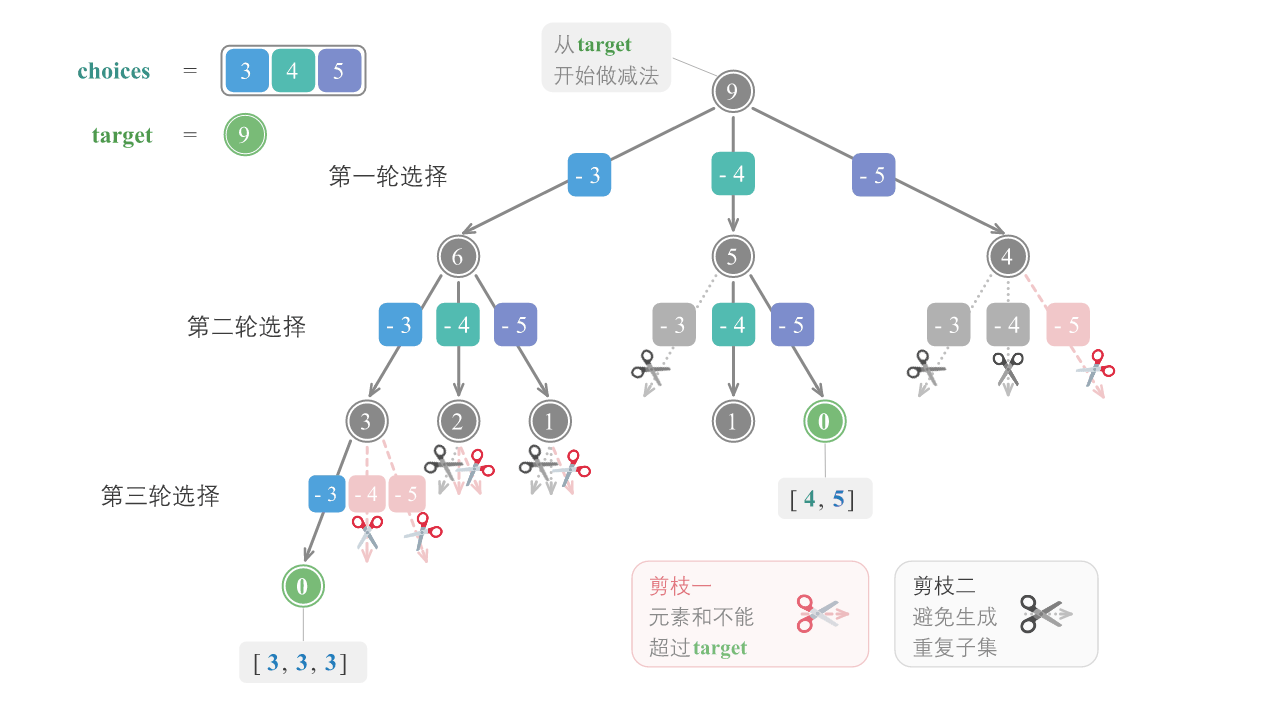 choices = 3 4 5
target = 9
从target
开始做减法
9
第一轮选择
- 3 - 4 - 5
6 5 4
第二轮选择
- 3 - 4 - 5 - 3 - 4 - 5 - 3 - 4 - 5
3 2 1 1 0
第三轮选择
- 3 - 4 - 5
[ 4, 5 ]
0
[ 3, 3, 3 ]
剪枝一
元素和不能
超过target
剪枝二
避免生成
重复子集